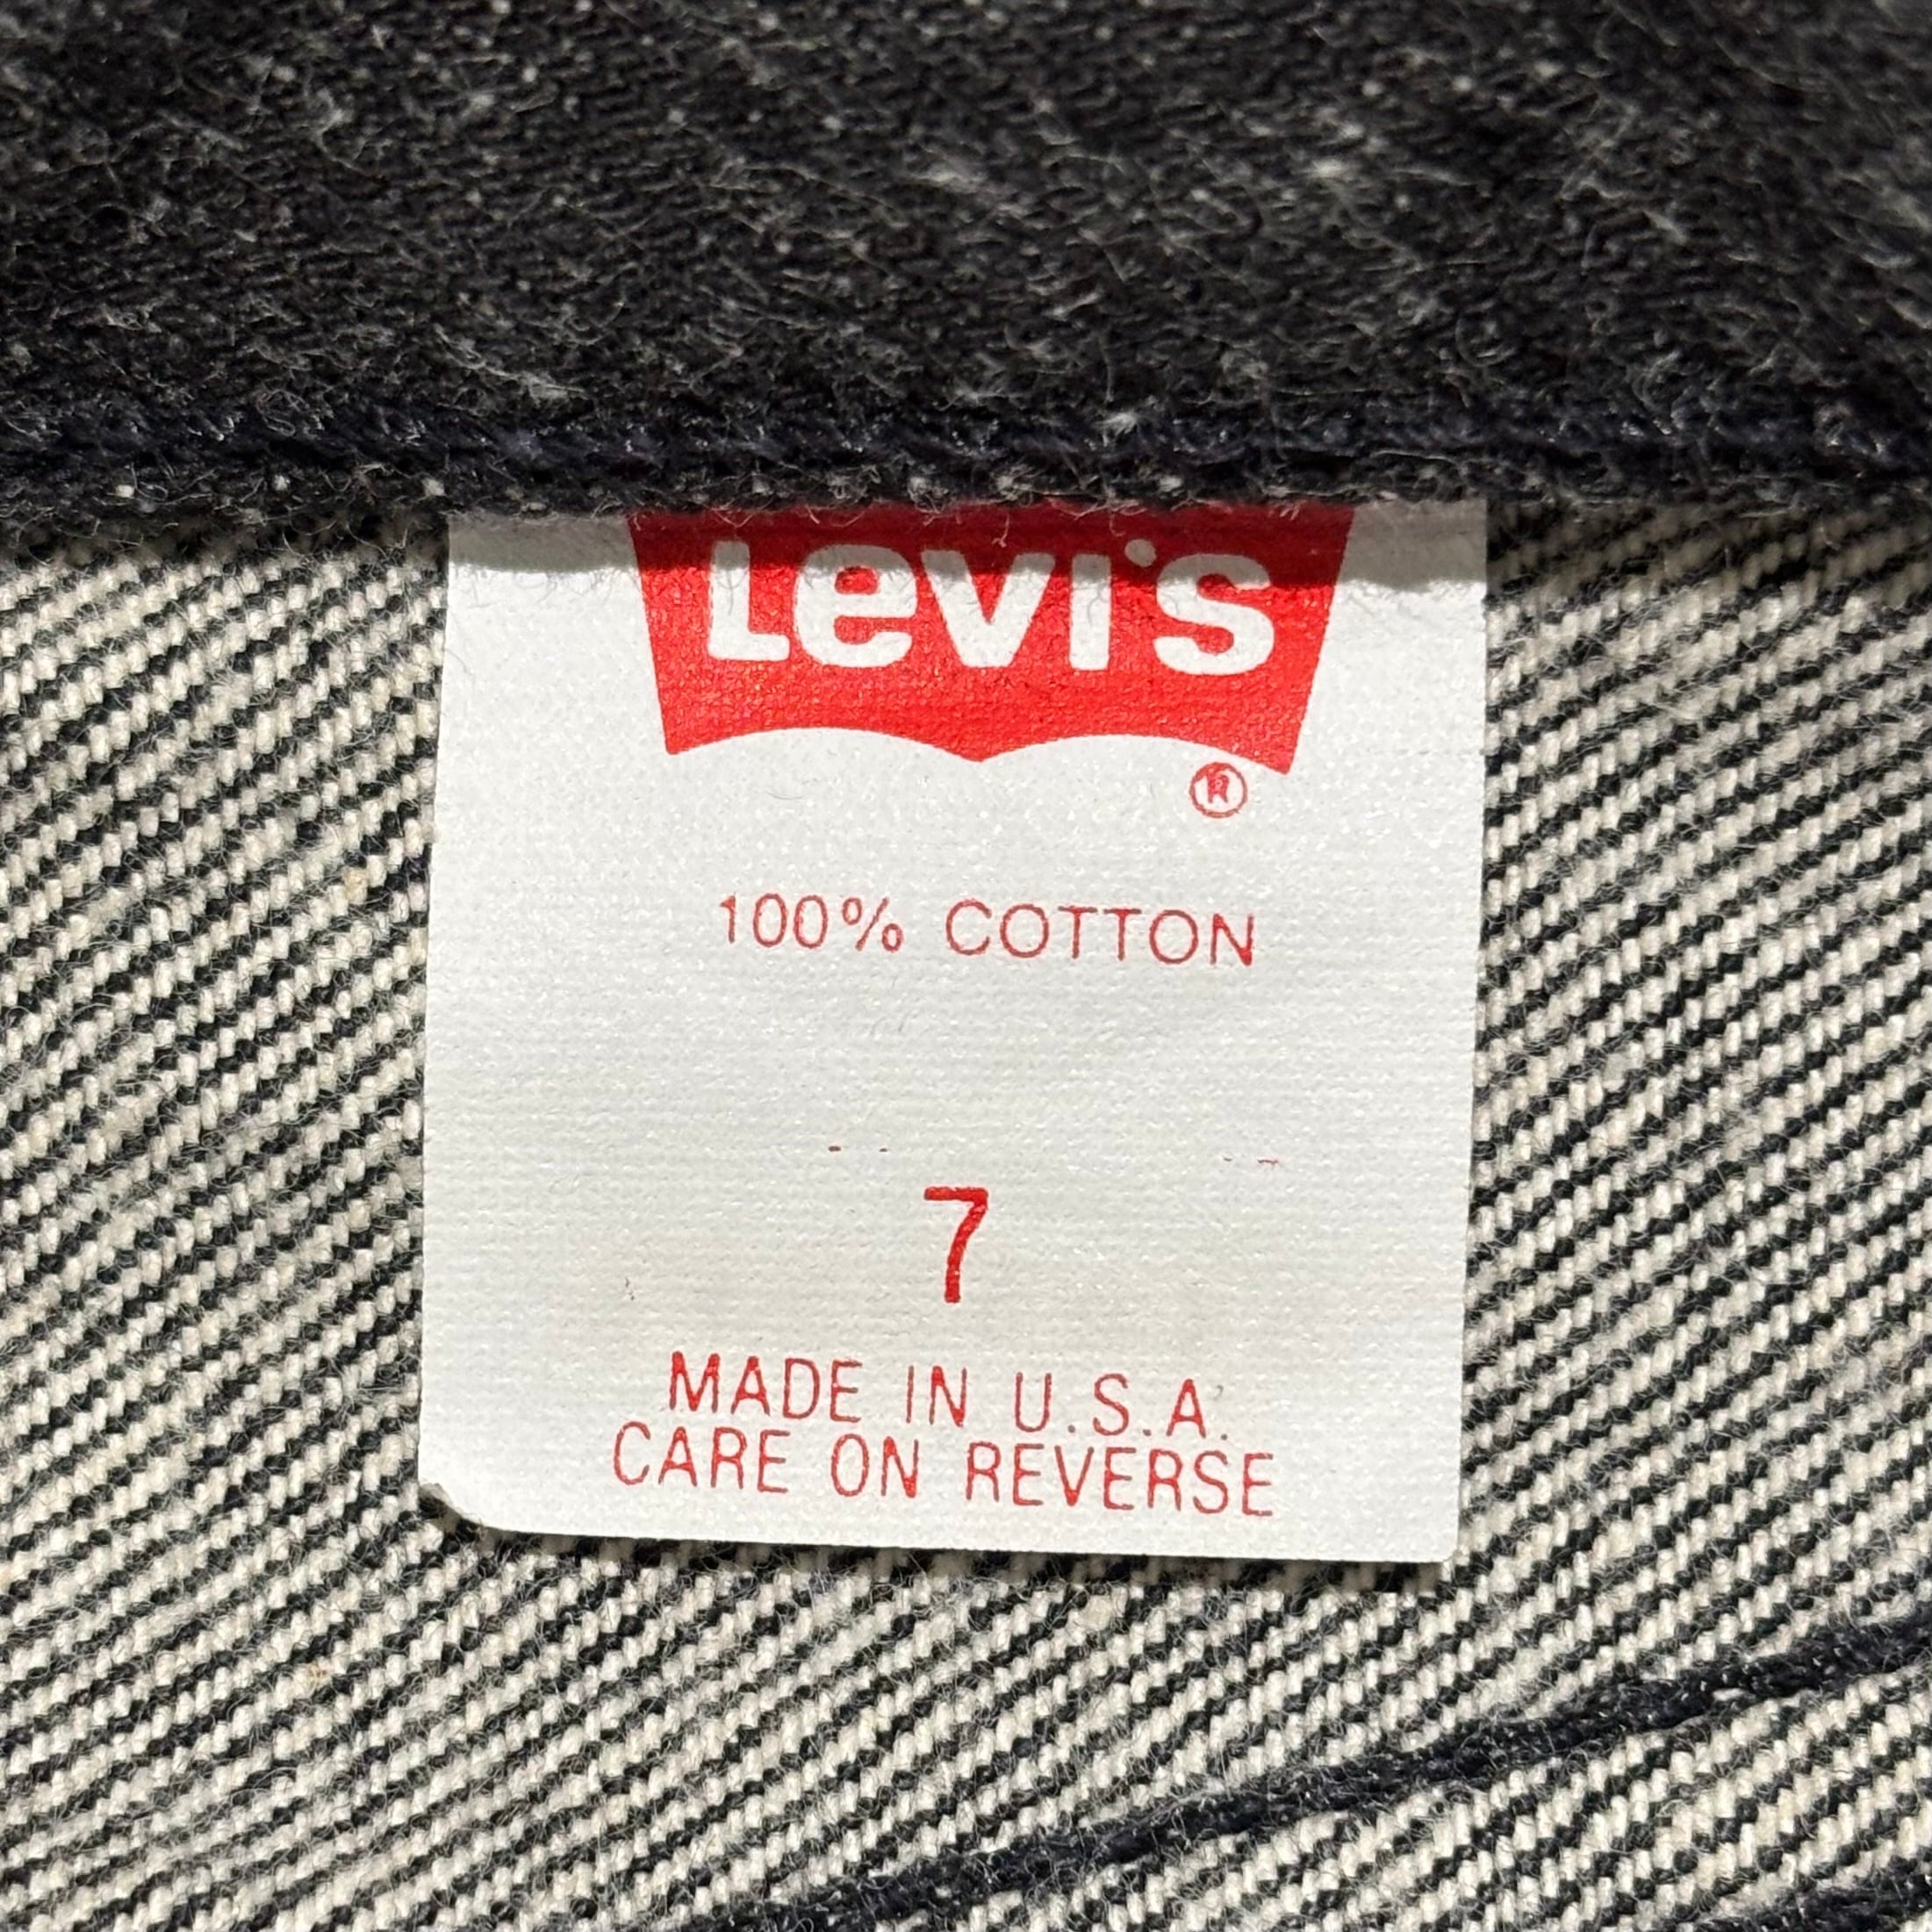 Levi's
®
100% COTTON
7
MADE IN U.S.A.
CARE ON REVERSE